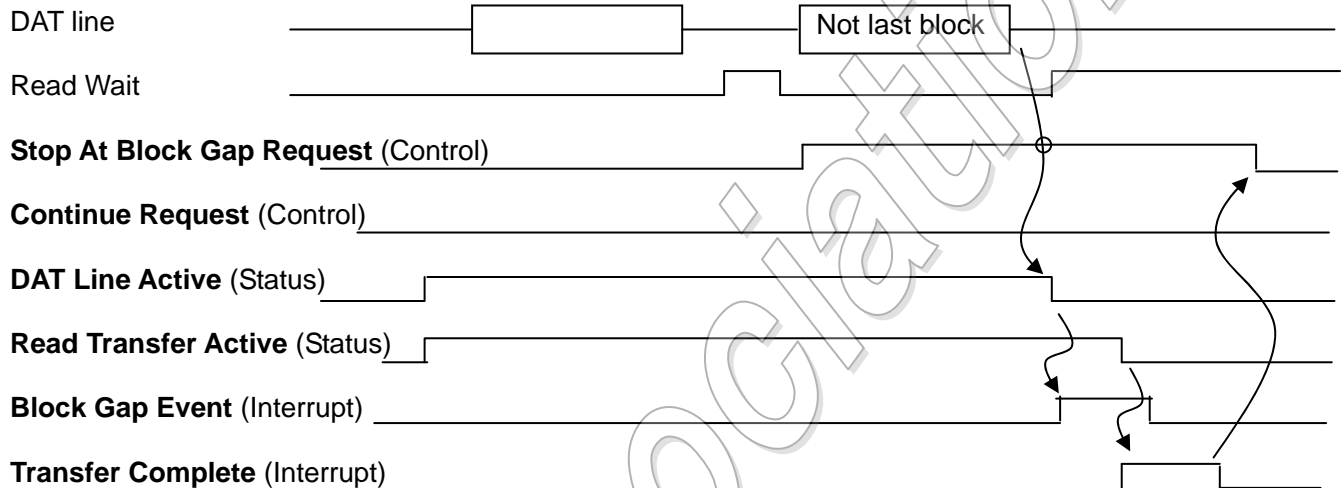 DAT line
Not last block
Read Wait
Stop At Block Gap Request (Control)
Continue Request (Control)
DAT Line Active (Status)
Read Transfer Active (Status)
Block Gap Event (Interrupt)
Transfer Complete (Interrupt)
ociatio